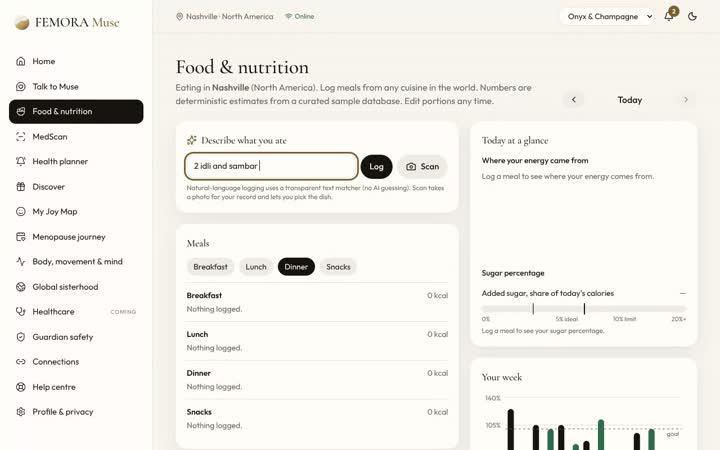 FEMORA Muse
Nashville · North America
Online
Onyx & Champagne
2
Home
Talk to Muse
Food & nutrition
MedScan
Health planner
Discover
My Joy Map
Menopause journey
Body, movement & mind
Global sisterhood
Healthcare
COMING
Guardian safety
Connections
Help centre
Profile & privacy
Food & nutrition
Eating in Nashville (North America). Log meals from any cuisine in the world. Numbers are
deterministic estimates from a curated sample database. Edit portions any time.
Today
Describe what you ate
2 idli and sambar
Log
Scan
Natural-language logging uses a transparent text matcher (no AI guessing). Scan takes
a photo for your record and lets you pick the dish.
Meals
Breakfast
Lunch
Dinner
Snacks
Breakfast 0 kcal
Nothing logged.
Lunch 0 kcal
Nothing logged.
Dinner 0 kcal
Nothing logged.
Snacks 0 kcal
Nothing logged.
Today at a glance
Where your energy came from
Log a meal to see where your energy comes from.
Sugar percentage
Added sugar, share of today's calories —
0% 5% ideal 10% limit 20%+
Log a meal to see your sugar percentage.
Your week
140%
105%
goal